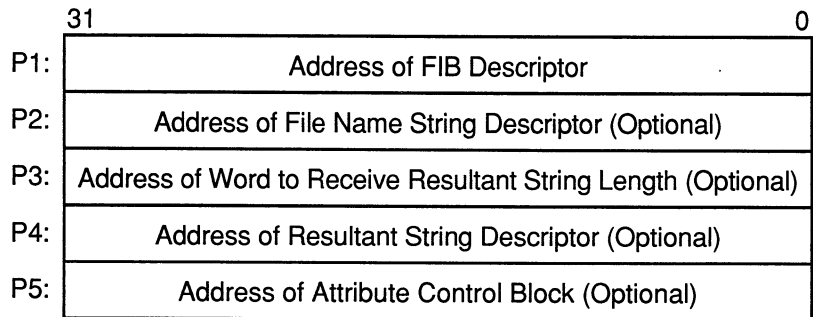 31 0
P1: Address of FIB Descriptor
P2: Address of File Name String Descriptor (Optional)
P3: Address of Word to Receive Resultant String Length (Optional)
P4: Address of Resultant String Descriptor (Optional)
P5: Address of Attribute Control Block (Optional)